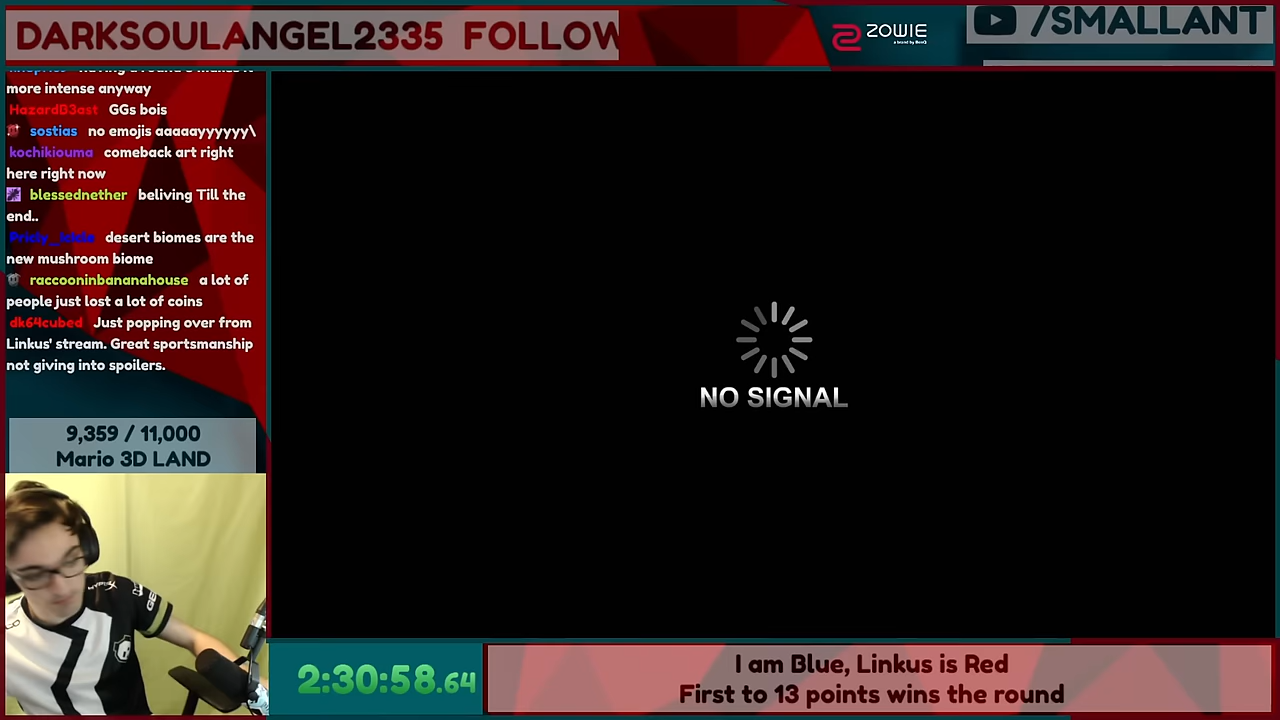 DARKSOULANGEL2335 FOLLOW
ZOWIE
a brand by BenQ
/SMALLANT
more intense anyway
HazardB3ast GGs bois
sostias no emojis aaaaayyyyyy\
kochikiouma comeback art right
here right now
blessednether beliving Till the
end..
desert biomes are the
new mushroom biome
raccooninbananahouse a lot of
people just lost a lot of coins
dk64cubed Just popping over from
Linkus' stream. Great sportsmanship
not giving into spoilers.
NO SIGNAL
9,359 / 11,000
Mario 3D LAND
2:30:58.64
I am Blue, Linkus is Red
First to 13 points wins the round